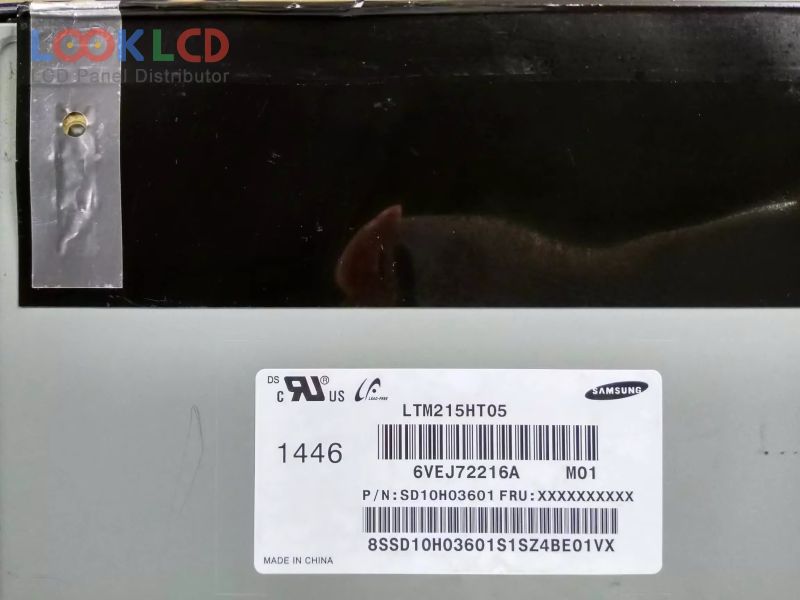 LOOKLCD
LCD Panel Distributor
DS
C RU ® US
LEAD-FREE
SAMSUNG
LTM215HT05
1446
6VEJ72216A M01
P/N:SD10H03601 FRU:XXXXXXXXXX
8SSD10H03601S1SZ4BE01VX
MADE IN CHINA